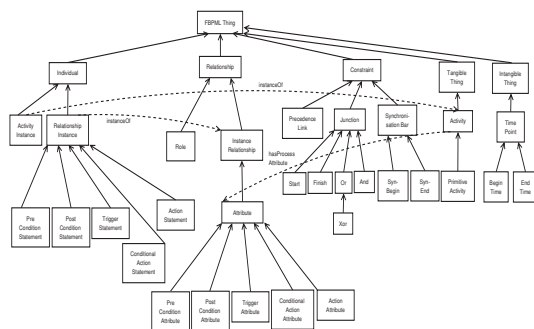 FBPML Thing
Individual
Relationship
Constraint
Tangible
Thing
Intangible
Thing
instanceOf
Activity
Instance
Relationship
Instance
instanceOf
Precedence
Link
Junction
Synchroni-
sation Bar
Activity
Time
Point
Role
Instance
Relationship
hasProcess
Attribute
Start
Finish
Or
And
Syn-
Begin
Syn-
End
Primitive
Activity
Begin
Time
End
Time
Pre
Condition
Statement
Post
Condition
Statement
Trigger
Statement
Action
Statement
Attribute
Xor
Conditional
Action
Statement
Pre
Condition
Attribute
Post
Condition
Attribute
Trigger
Attribute
Conditional
Action
Attribute
Action
Attribute